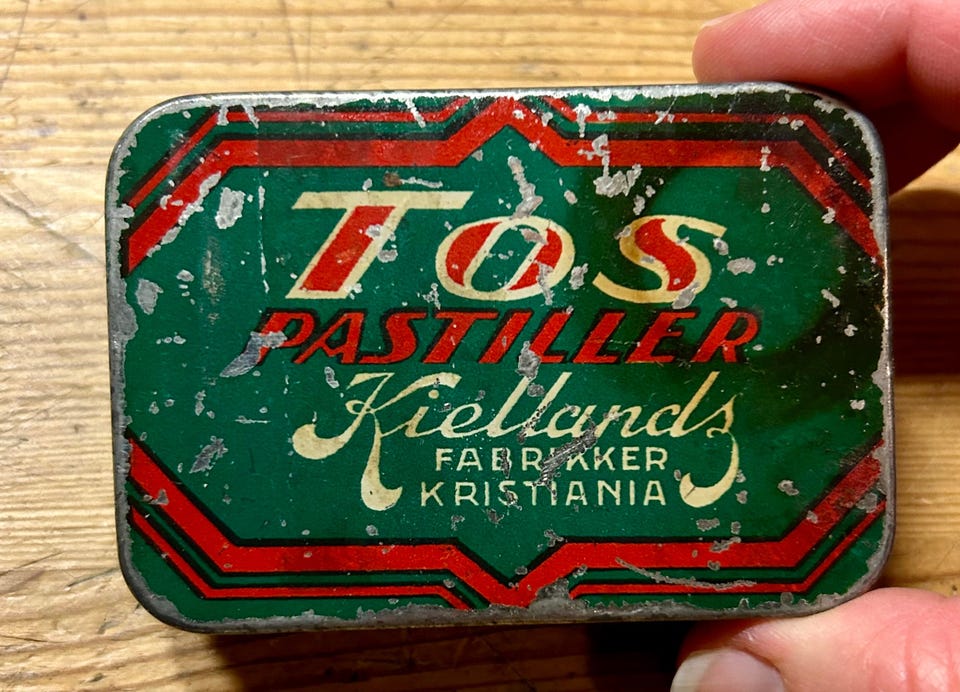 TOS
PASTILLER
Kiellands
FABRIKKER
KRISTIANIA